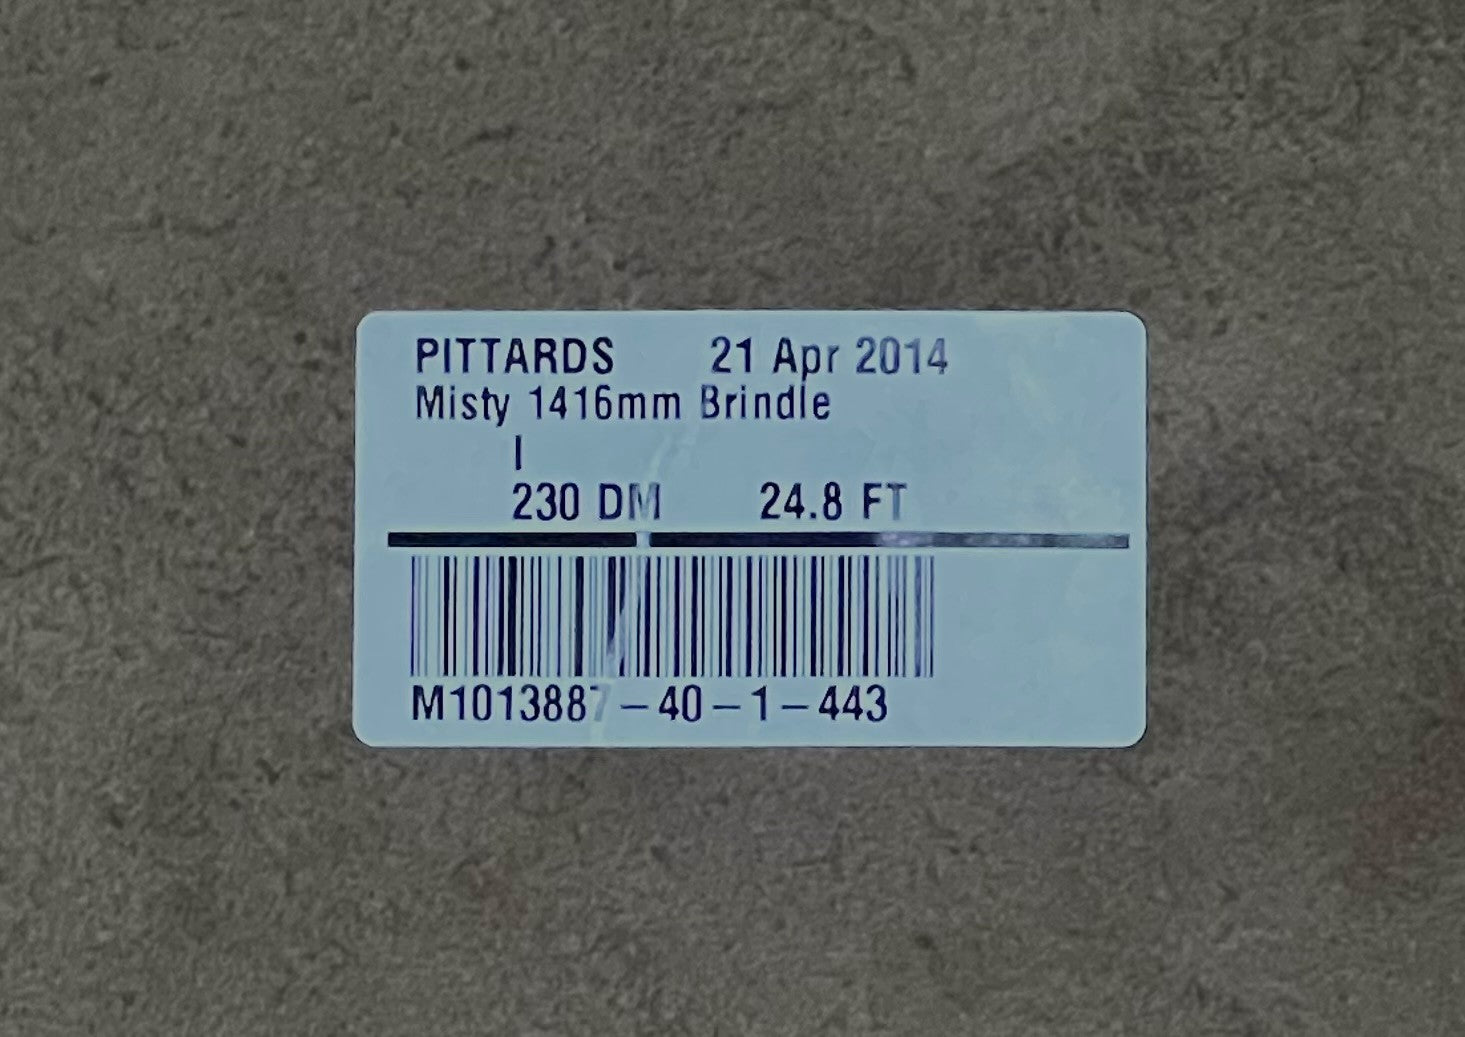 PITTARDS 21 Apr 2014
Misty 1416mm Brindle
I
230 DM 24.8 FT
M1013887-40-1-443